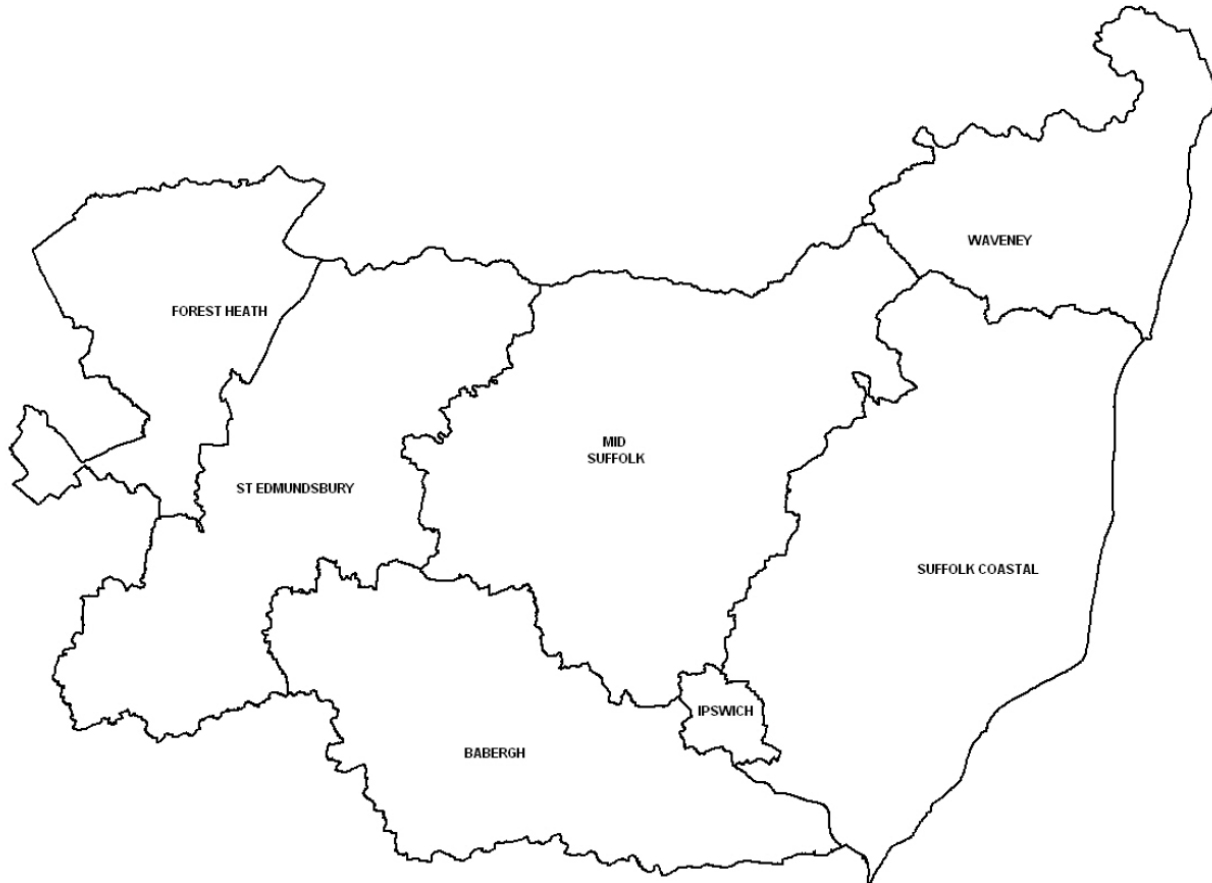 WAVENEY
FOREST HEATH
MID
SUFFOLK
ST EDMUNDSBURY
SUFFOLK COASTAL
IPSWICH
BABERGH